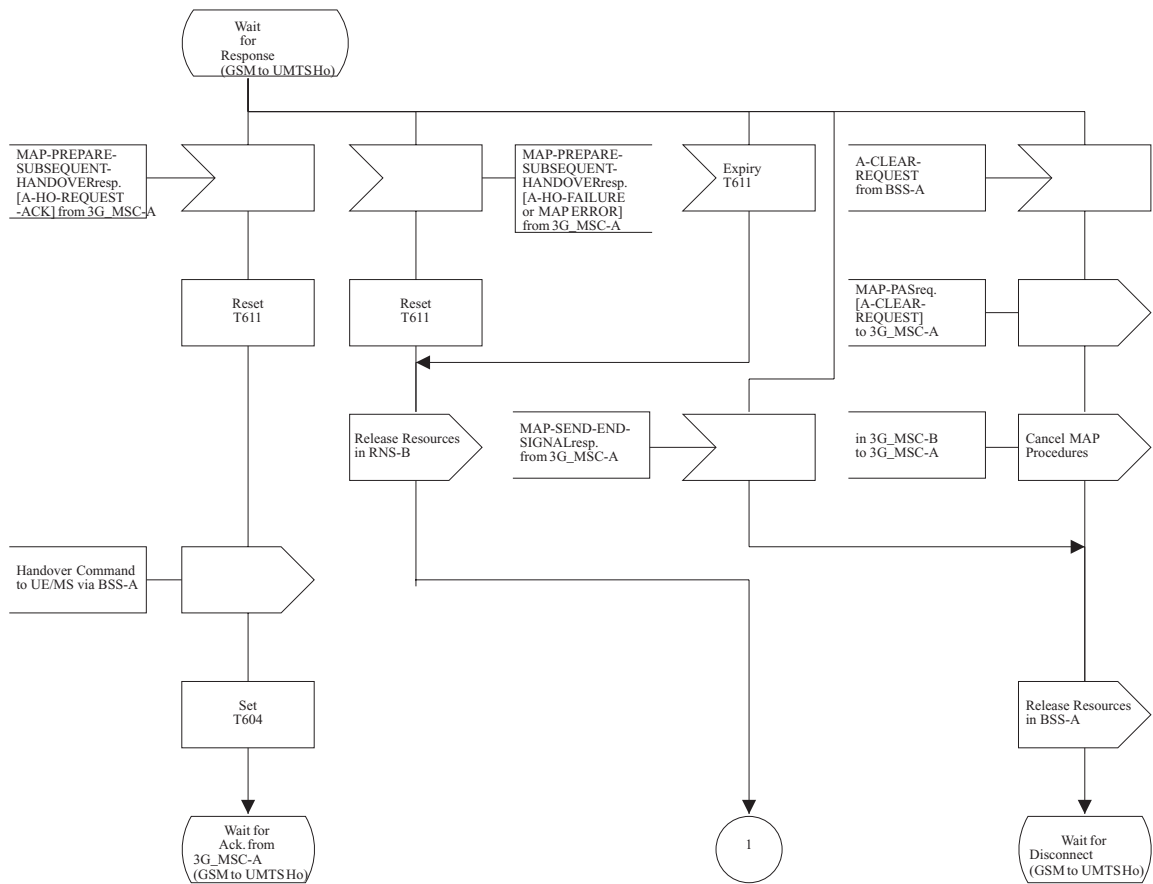 Wait
for
Response
(GSM to UMTS Ho)
MAP-PREPARE-
SUBSEQUENT-
HANDOVERresp.
[A-HO-REQUEST
-ACK] from 3G_MSC-A
MAP-PREPARE-
SUBSEQUENT-
HANDOVERresp.
[A-HO-FAILURE
or MAP ERROR]
from 3G_MSC-A
Expiry
T611
A-CLEAR-
REQUEST
from BSS-A
Reset
T611
Reset
T611
MAP-PASreq.
[A-CLEAR-
REQUEST]
to 3G_MSC-A
Release Resources
in RNS-B
MAP-SEND-END-
SIGNALresp.
from 3G_MSC-A
in 3G_MSC-B
to 3G_MSC-A
Cancel MAP
Procedures
Handover Command
to UE/MS via BSS-A
Set
T604
Release Resources
in BSS-A
Wait for
Ack. from
3G_MSC-A
(GSM to UMTS Ho)
1
Wait for
Disconnect
(GSM to UMTS Ho)